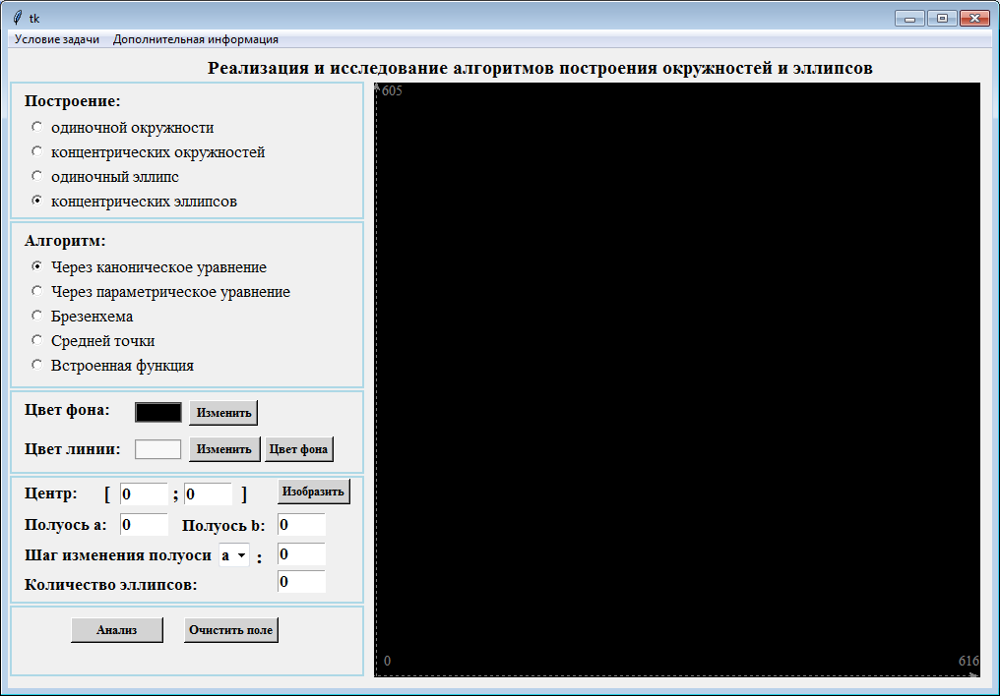 tk
Условие задачи Дополнительная информация
Реализация и исследование алгоритмов построения окружностей и эллипсов
Построение:
одиночной окружности
концентрических окружностей
одиночный эллипс
концентрических эллипсов
Алгоритм:
Через каноническое уравнение
Через параметрическое уравнение
Брезенхема
Средней точки
Встроенная функция
Цвет фона: Изменить
Цвет линии: Изменить Цвет фона
Центр: [ 0 ; 0 ] Изобразить
Полуось a: 0 Полуось b: 0
Шаг изменения полуоси a : 0
Количество эллипсов: 0
Анализ Очистить поле
605
0 616